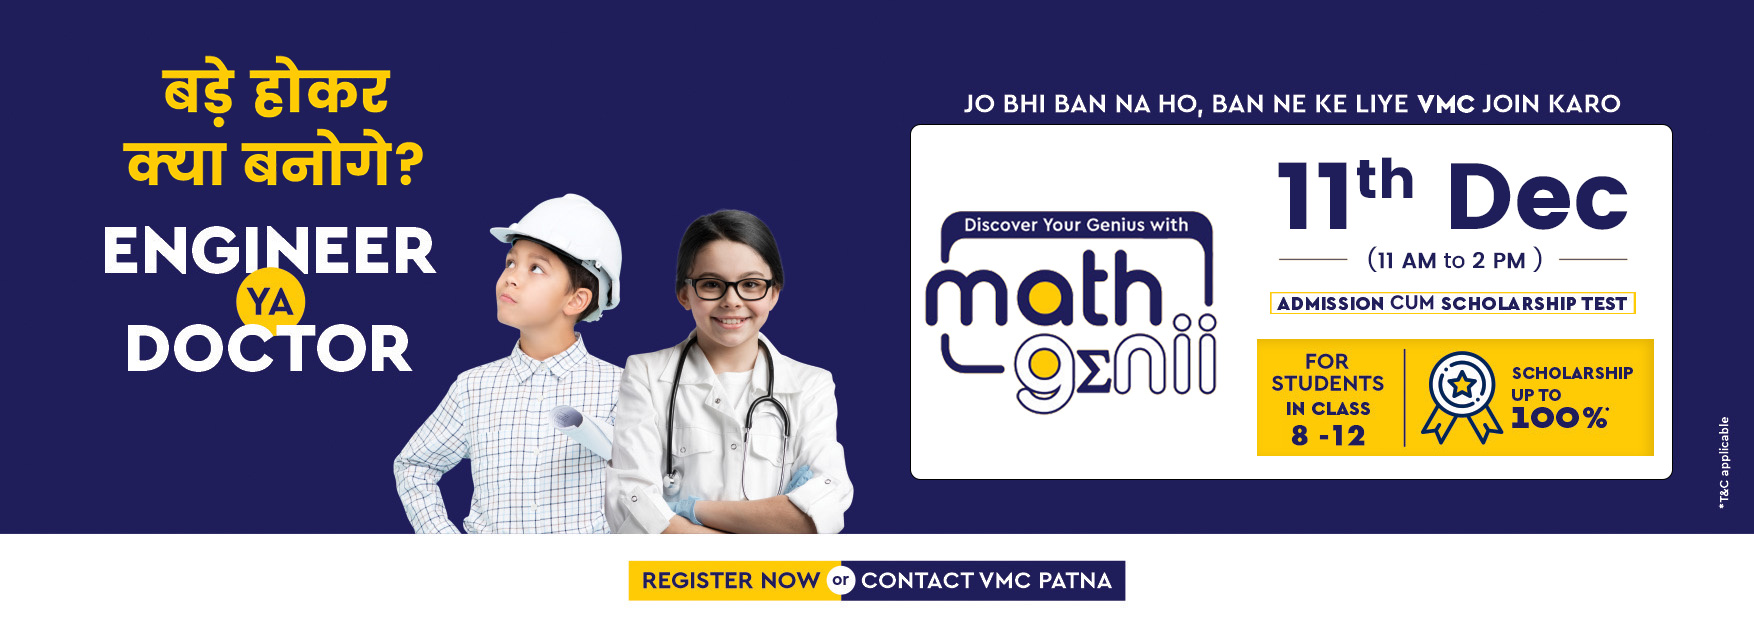 बड़े होकर
क्या बनोगे?
ENGINEER
YA
DOCTOR
JO BHI BAN NA HO, BAN NE KE LIYE VMC JOIN KARO
Discover Your Genius with
math
gΣnii
11th Dec
(11 AM to 2 PM )
ADMISSION CUM SCHOLARSHIP TEST
FOR
STUDENTS
IN CLASS
8 -12
SCHOLARSHIP
UP TO
100%*
*T&C applicable
REGISTER NOW or CONTACT VMC PATNA